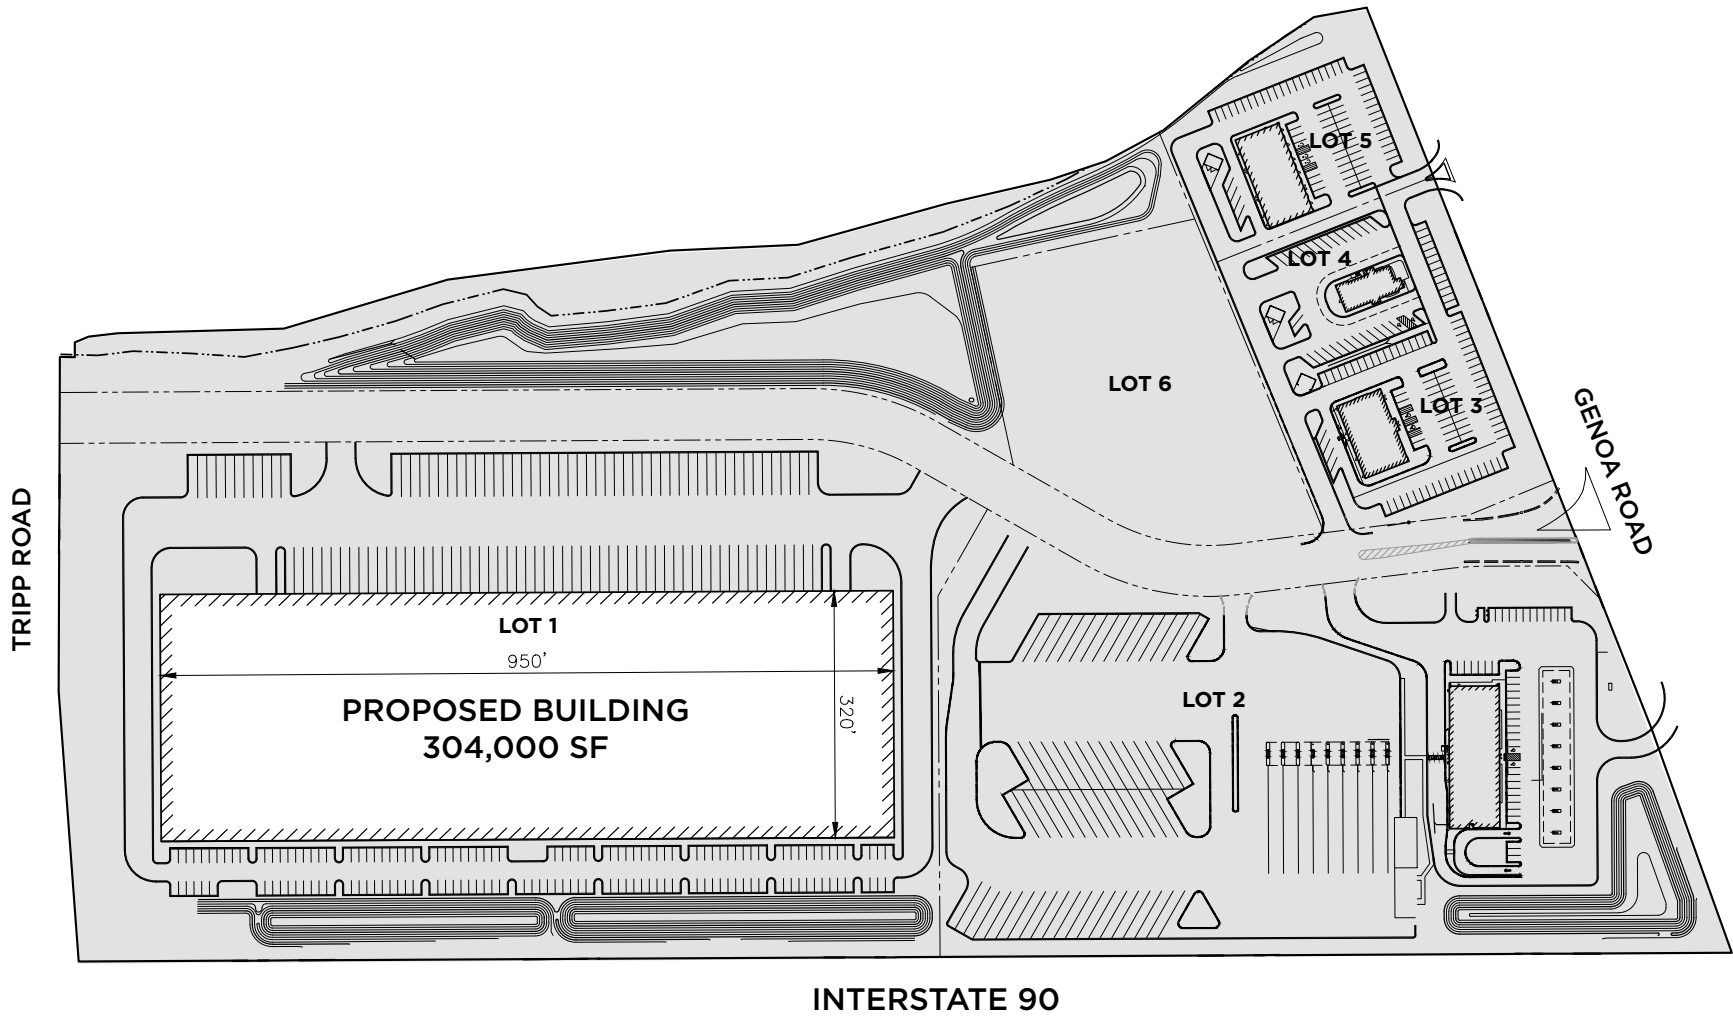 LOT 5
LOT 4
LOT 6
LOT 3
GENOA ROAD
TRIPP ROAD
LOT 1
950'
PROPOSED BUILDING
304,000 SF
320'
LOT 2
INTERSTATE 90